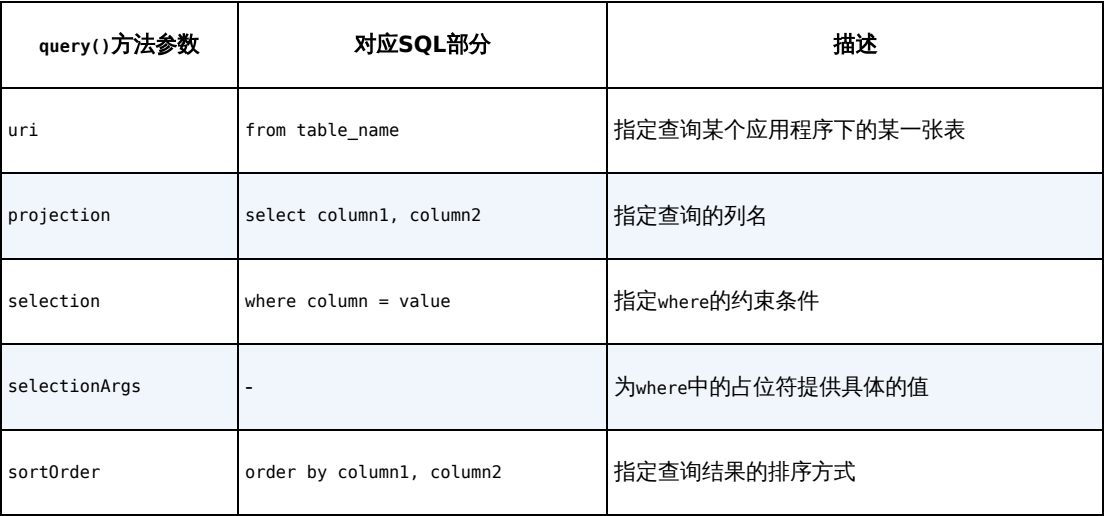 query()方法参数 对应SQL部分 描述
uri from table_name 指定查询某个应用程序下的某一张表
projection select column1, column2 指定查询的列名
selection where column = value 指定where的约束条件
selectionArgs - 为where中的占位符提供具体的值
sortOrder order by column1, column2 指定查询结果的排序方式